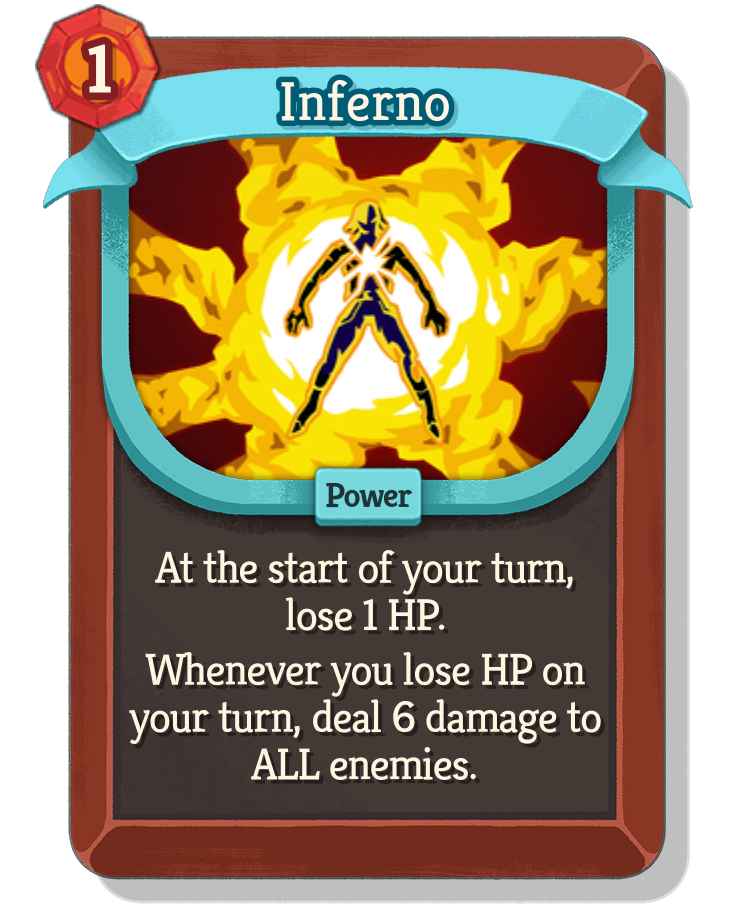 1
Inferno
Power
At the start of your turn,
lose 1 HP.
Whenever you lose HP on
your turn, deal 6 damage to
ALL enemies.